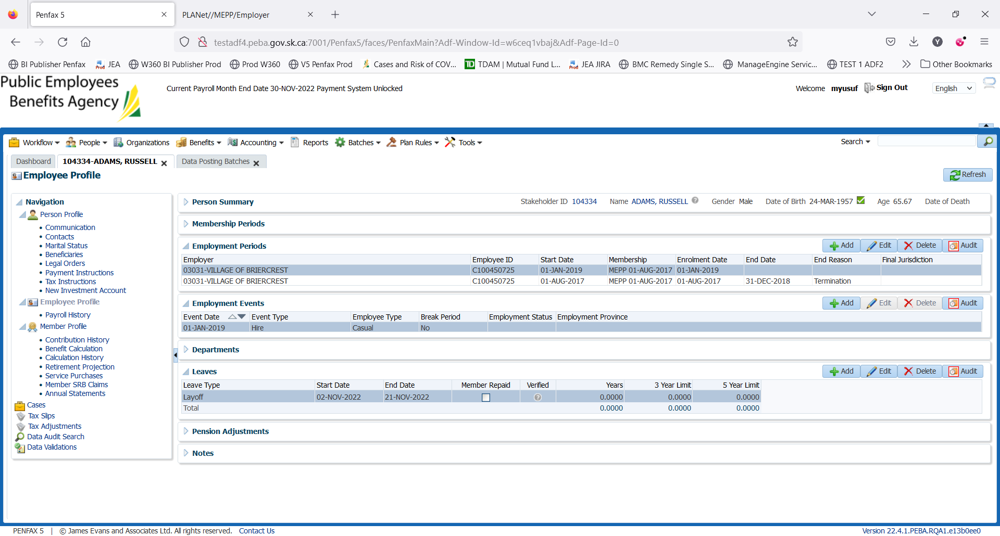 Penfax 5
PLANet//MEPP/Employer
testadf4.peba.gov.sk.ca:7001/Penfax5/faces/PenfaxMain?Adf-Window-Id=w6ceq1vbaj&Adf-Page-Id=0
Y
BI Publisher Penfax JEA W360 BI Publisher Prod Prod W360 V5 Penfax Prod Cases and Risk of COV... TDAM | Mutual Fund L... JEA JIRA BMC Remedy Single S... ManageEngine Servic... TEST 1 ADF2 Other Bookmarks
Public Employees
Benefits Agency
Current Payroll Month End Date 30-NOV-2022 Payment System Unlocked
Welcome myusuf Sign Out English
Workflow People Organizations Benefits Accounting Reports Batches Plan Rules Tools Search
Dashboard 104334-ADAMS, RUSSELL Data Posting Batches
Employee Profile
Refresh
Navigation
Person Profile
Communication
Contacts
Marital Status
Beneficiaries
Legal Orders
Payment Instructions
Tax Instructions
New Investment Account
Employee Profile
Payroll History
Member Profile
Contribution History
Benefit Calculation
Calculation History
Retirement Projection
Service Purchases
Member SRB Claims
Annual Statements
Cases
Tax Slips
Tax Adjustments
Data Audit Search
Data Validations
Person Summary Stakeholder ID 104334 Name ADAMS, RUSSELL Gender Male Date of Birth 24-MAR-1957 Age 65.67 Date of Death
Membership Periods
Employment Periods Add Edit Delete Audit
Employer Employee ID Start Date Membership Enrolment Date End Date End Reason Final Jurisdiction
03031-VILLAGE OF BRIERCREST C100450725 01-JAN-2019 MEPP 01-AUG-2017 01-JAN-2019
03031-VILLAGE OF BRIERCREST C100450725 01-AUG-2017 MEPP 01-AUG-2017 01-AUG-2017 31-DEC-2018 Termination
Employment Events Add Edit Delete Audit
Event Date Event Type Employee Type Break Period Employment Status Employment Province
01-JAN-2019 Hire Casual No
Departments
Leaves Add Edit Delete Audit
Leave Type Start Date End Date Member Repaid Verified Years 3 Year Limit 5 Year Limit
Layoff 02-NOV-2022 21-NOV-2022 0.0000 0.0000 0.0000
Total 0.0000 0.0000 0.0000
Pension Adjustments
Notes
PENFAX 5 | © James Evans and Associates Ltd. All rights reserved. Contact Us
Version 22.4.1.PEBA.RQA1.e13b0ee0